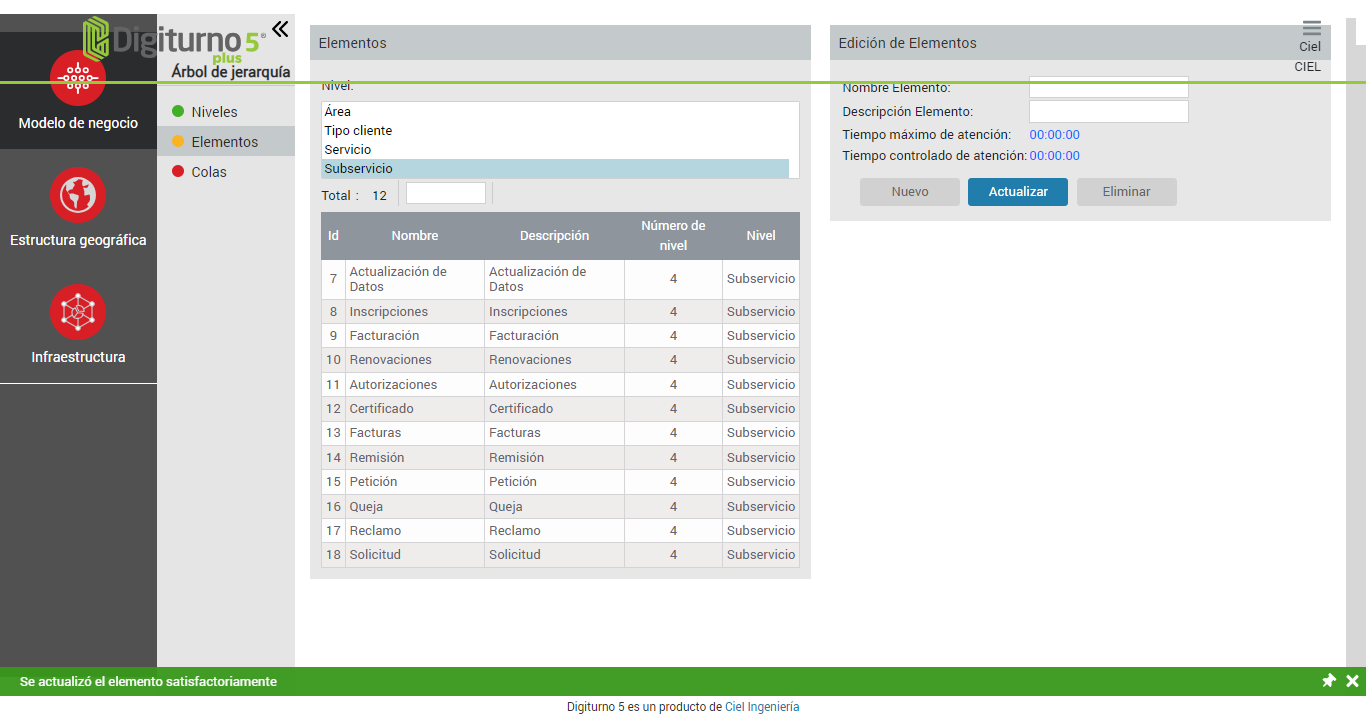 Digiturno 5®
plus
Árbol de jerarquía
Modelo de negocio
Estructura geográfica
Infraestructura
Niveles
Elementos
Colas
Elementos
Nivel:
Área
Tipo cliente
Servicio
Subservicio
Total : 12
Id Nombre Descripción Número de nivel Nivel
7 Actualización de Datos Actualización de Datos 4 Subservicio
8 Inscripciones Inscripciones 4 Subservicio
9 Facturación Facturación 4 Subservicio
10 Renovaciones Renovaciones 4 Subservicio
11 Autorizaciones Autorizaciones 4 Subservicio
12 Certificado Certificado 4 Subservicio
13 Facturas Facturas 4 Subservicio
14 Remisión Remisión 4 Subservicio
15 Petición Petición 4 Subservicio
16 Queja Queja 4 Subservicio
17 Reclamo Reclamo 4 Subservicio
18 Solicitud Solicitud 4 Subservicio
Edición de Elementos
Ciel
CIEL
Nombre Elemento:
Descripción Elemento:
Tiempo máximo de atención: 00:00:00
Tiempo controlado de atención: 00:00:00
Nuevo Actualizar Eliminar
Se actualizó el elemento satisfactoriamente
Digiturno 5 es un producto de Ciel Ingeniería